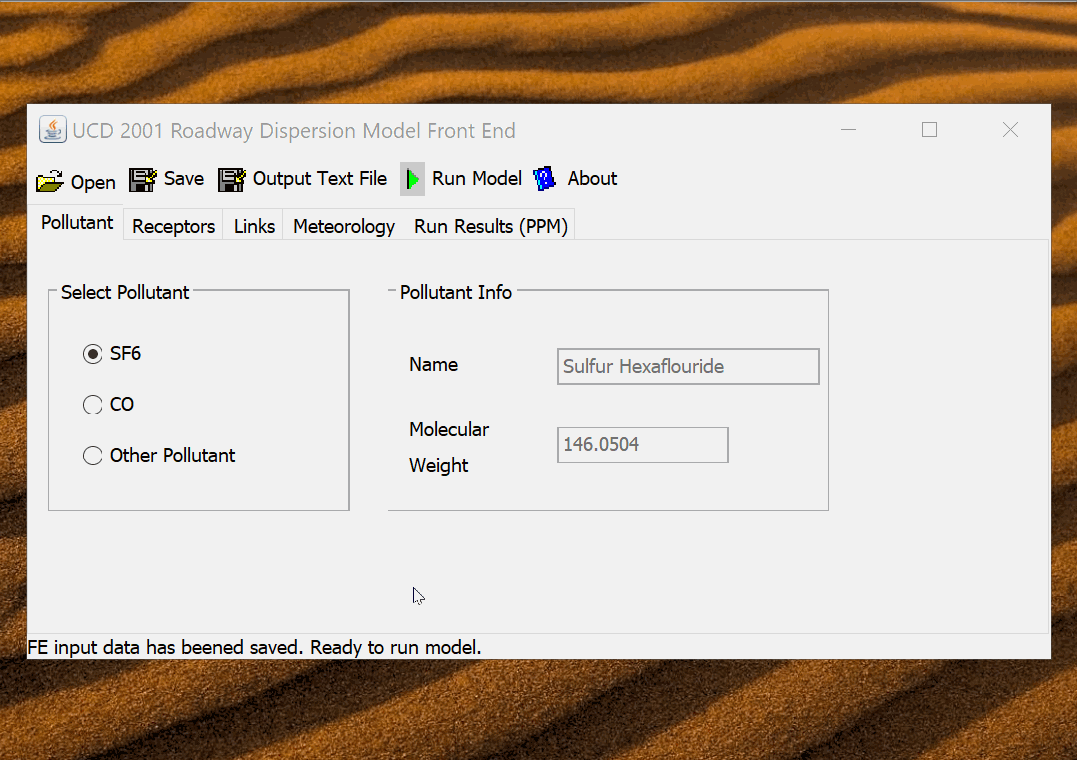 UCD 2001 Roadway Dispersion Model Front End
Open Save Output Text File Run Model About
Pollutant Receptors Links Meteorology Run Results (PPM)
Select Pollutant
SF6
CO
Other Pollutant
Pollutant Info
Name
Sulfur Hexaflouride
Molecular
Weight
146.0504
FE input data has beened saved. Ready to run model.